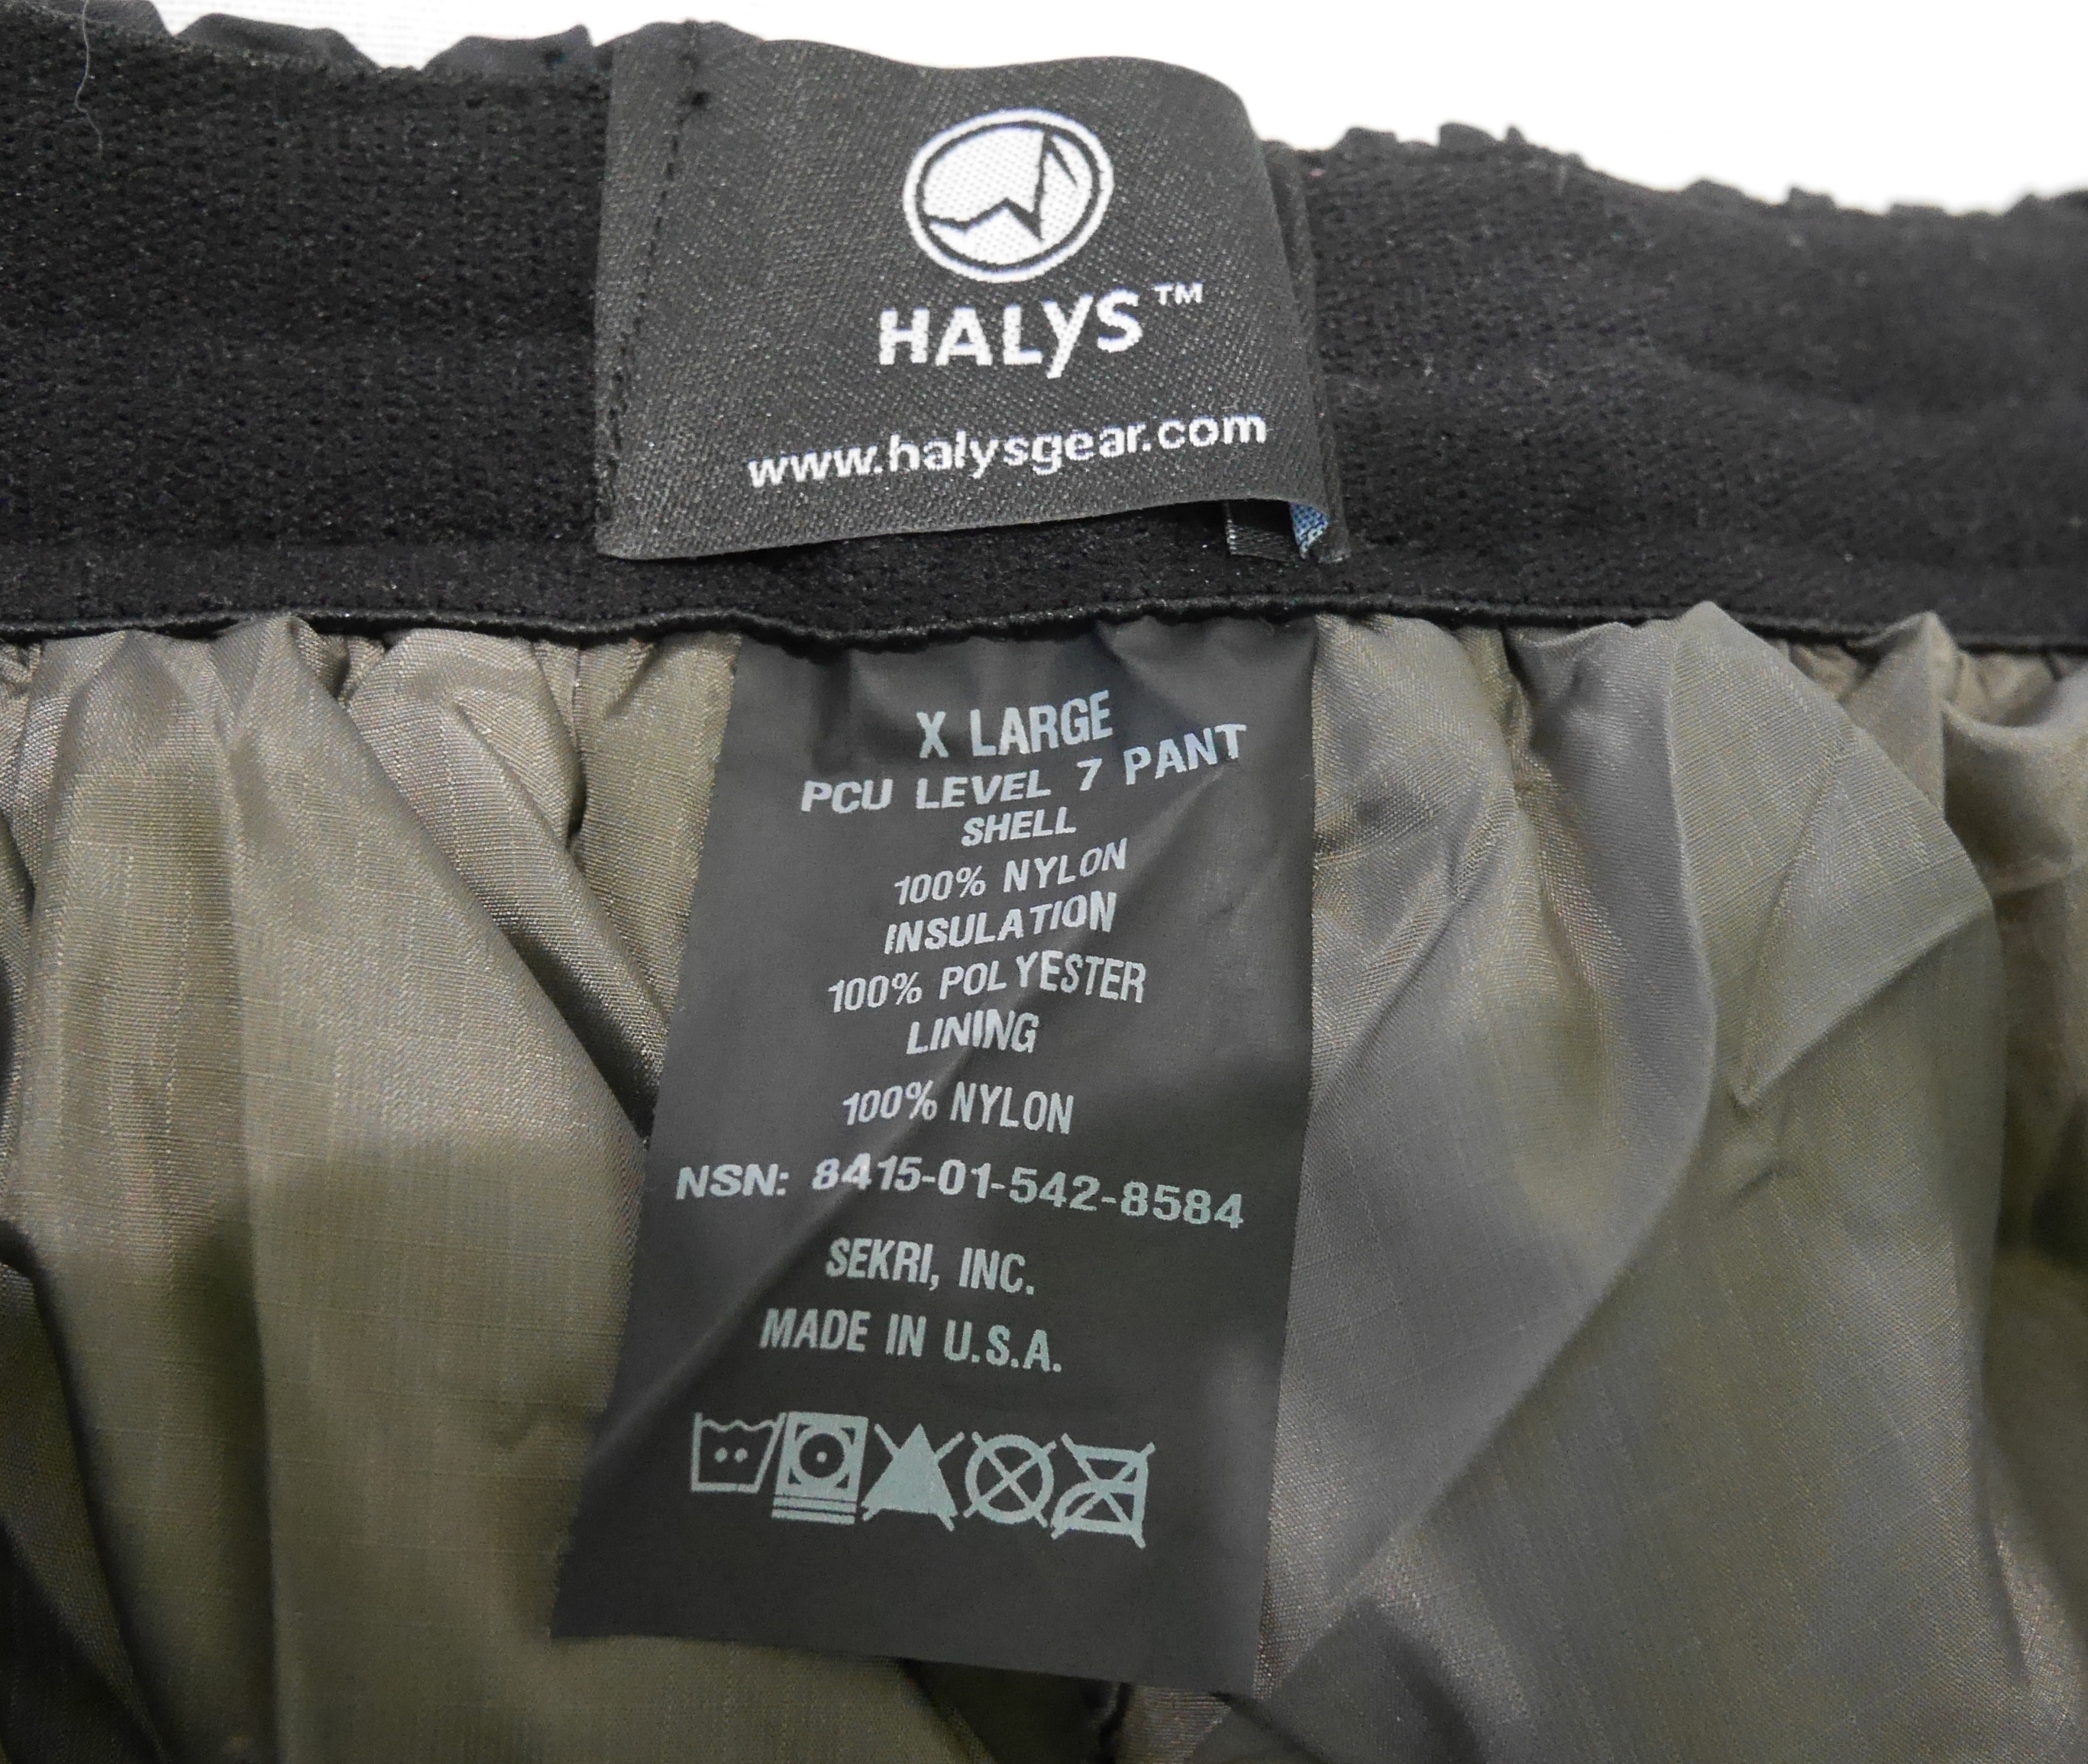 HALYS™
www.halysgear.com
X LARGE
PCU LEVEL 7 PANT
SHELL
100% NYLON
INSULATION
100% POLYESTER
LINING
100% NYLON
NSN: 8415-01-542-8584
SEKRI, INC.
MADE IN U.S.A.